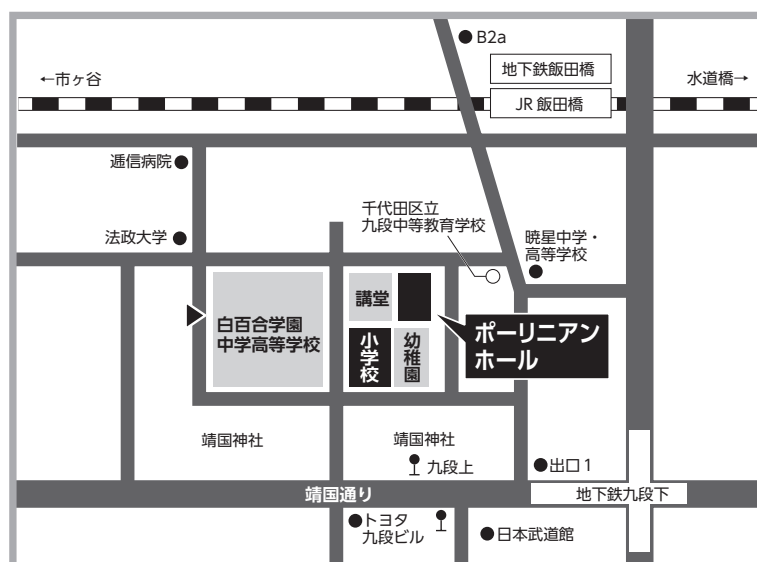 B2a
地下鉄飯田橋
←市ヶ谷
水道橋→
JR 飯田橋
逓信病院
千代田区立
九段中等教育学校
法政大学
暁星中学・
高等学校
講堂
白百合学園
中学高等学校
小学校
幼稚園
ポーリニアン
ホール
靖国神社
靖国神社
九段上
出口 1
靖国通り
地下鉄九段下
トヨタ
九段ビル
日本武道館